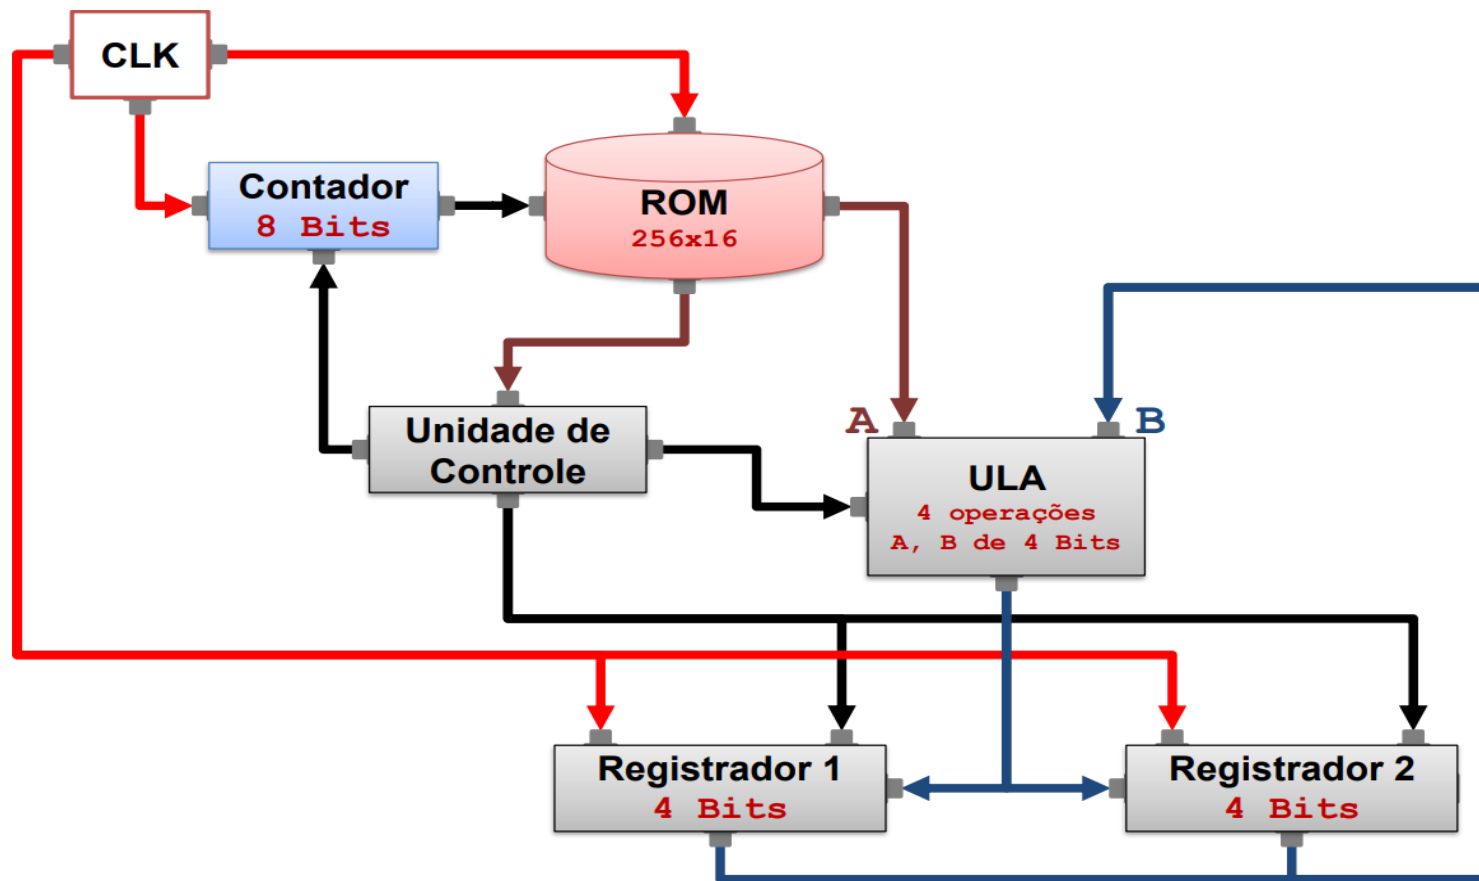 CLK
Contador
8 Bits
ROM
256x16
Unidade de
Controle
A
B
ULA
4 operações
A, B de 4 Bits
Registrador 1
4 Bits
Registrador 2
4 Bits